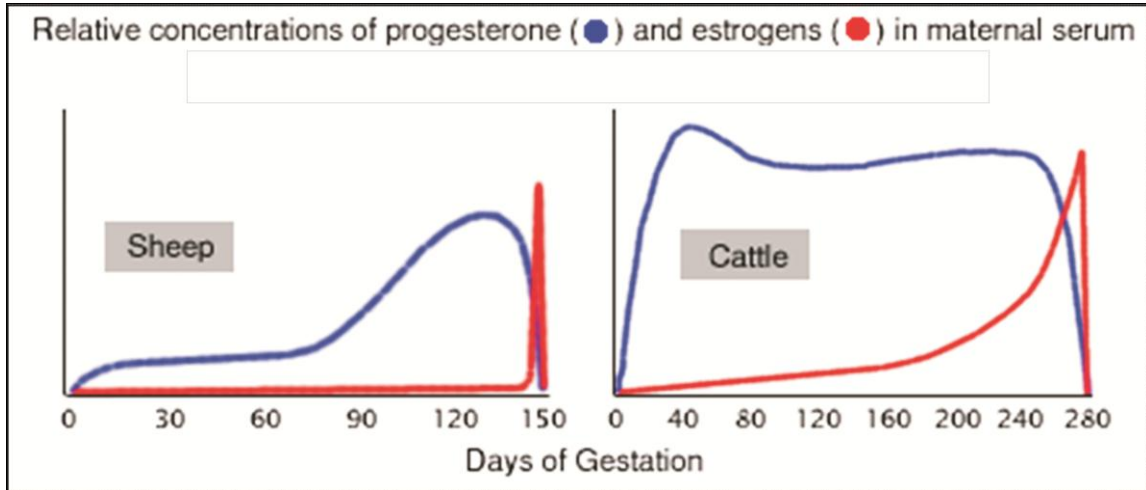 Relative concentrations of progesterone ( ) and estrogens ( ) in maternal serum
Sheep
Cattle
0 30 60 90 120 150
0 40 80 120 160 200 240 280
Days of Gestation